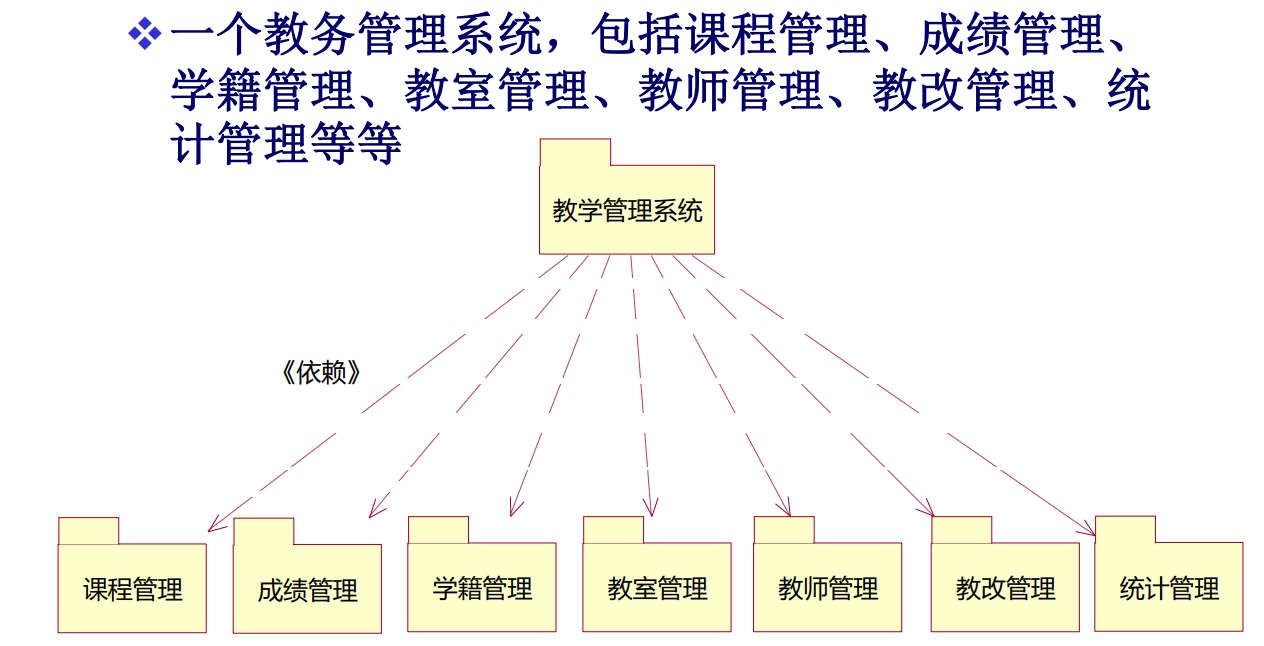 一个教务管理系统，包括课程管理、成绩管理、
学籍管理、教室管理、教师管理、教改管理、统
计管理等等
教学管理系统
《依赖》
课程管理
成绩管理
学籍管理
教室管理
教师管理
教改管理
统计管理